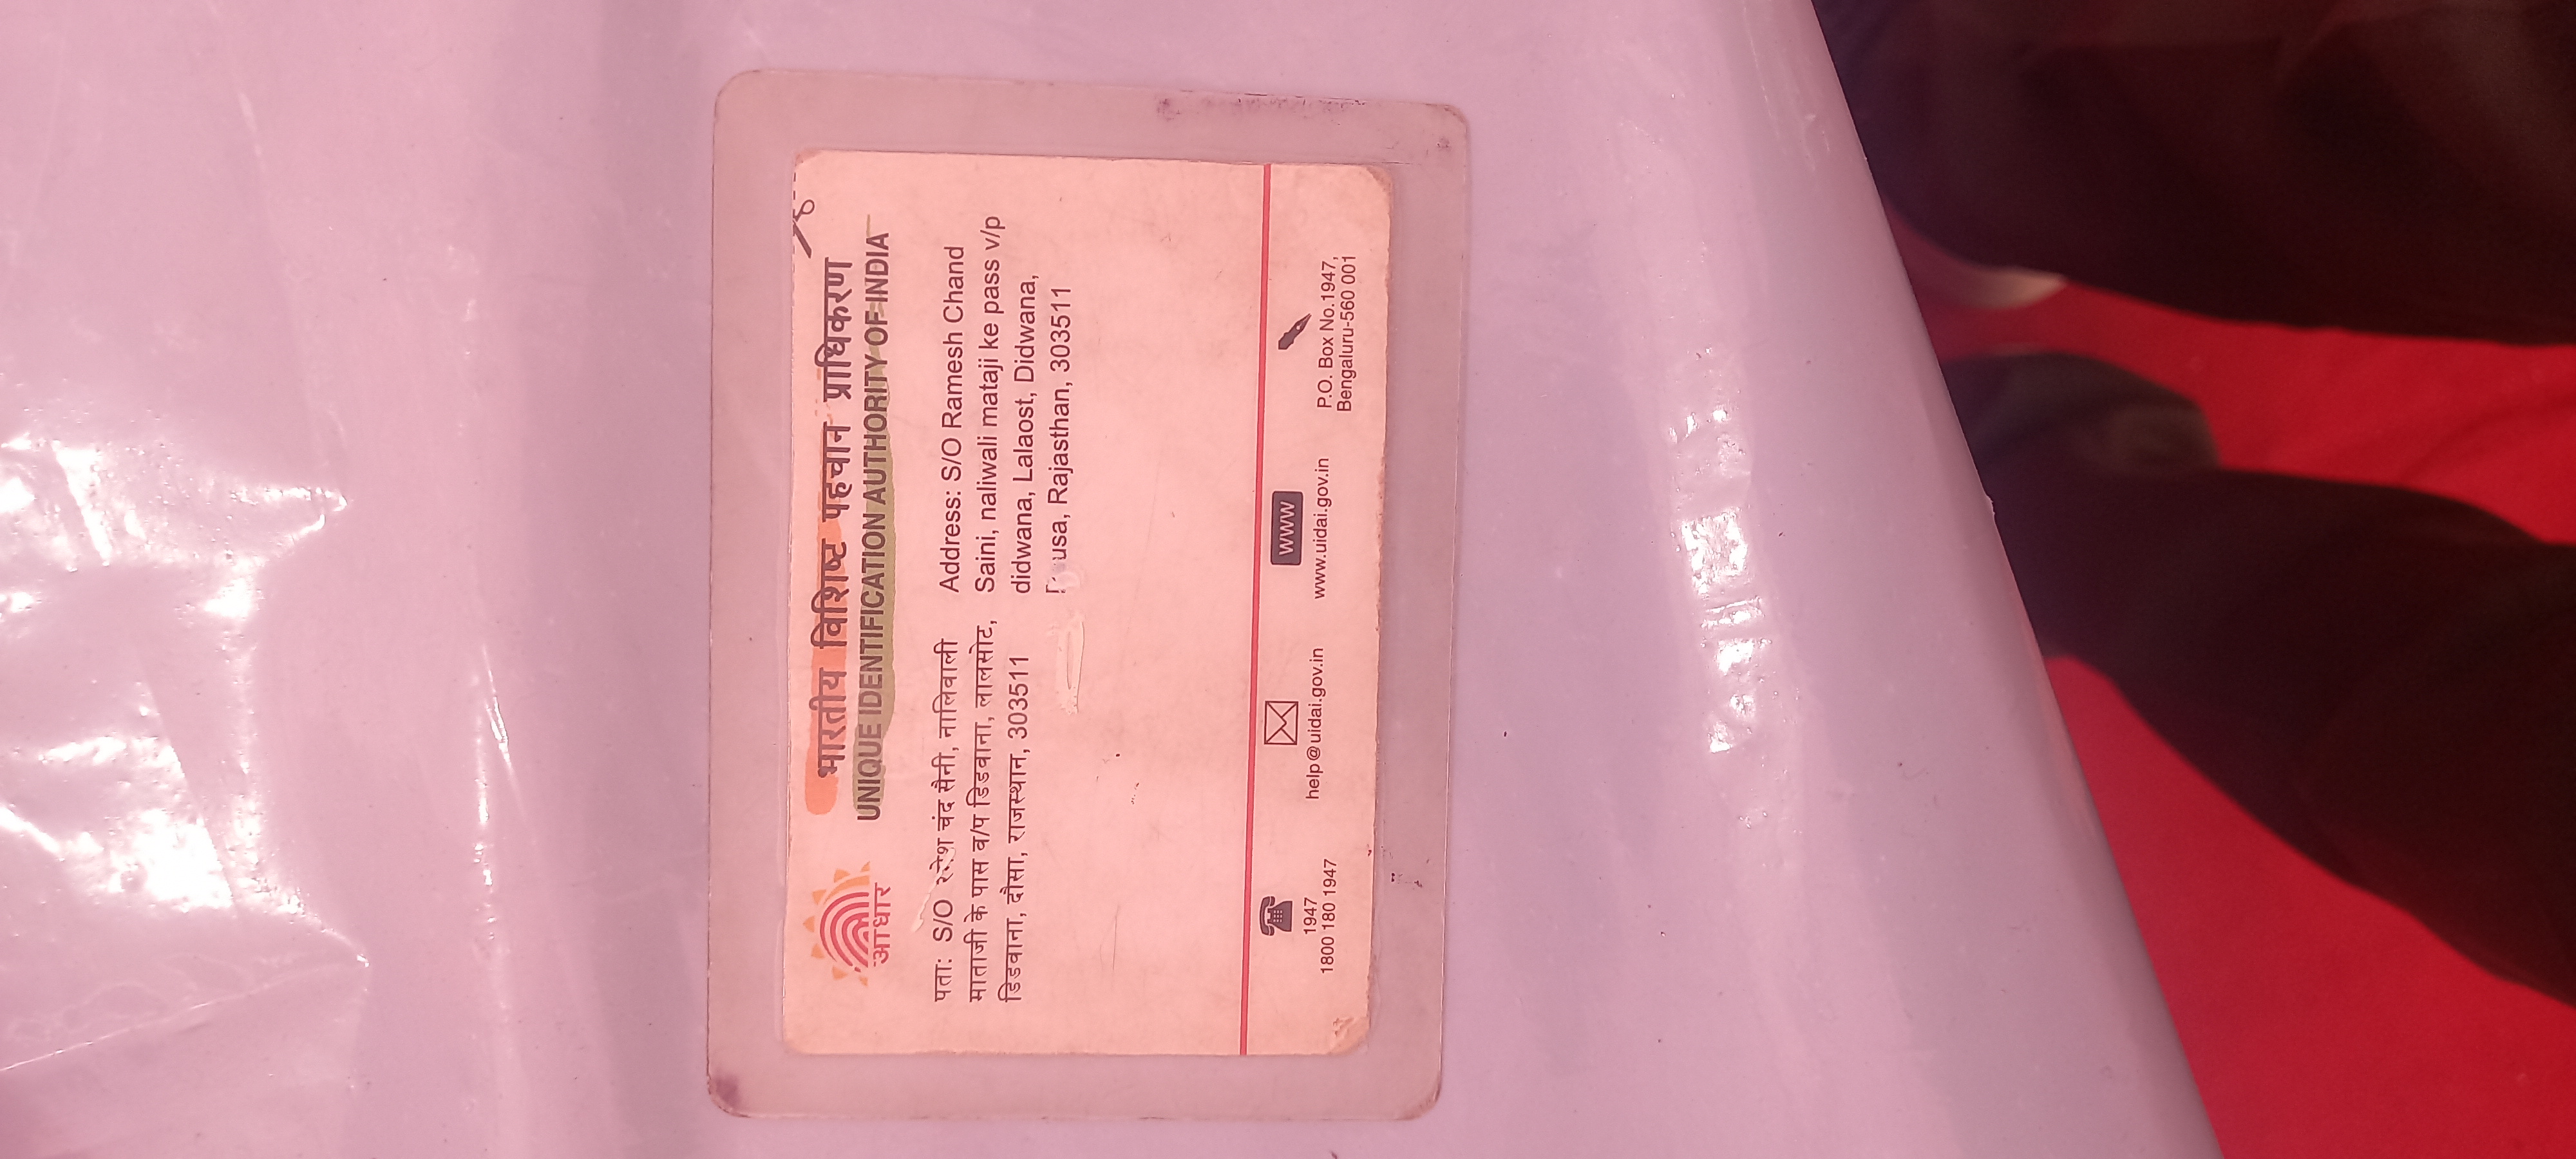 भारतीय विशिष्ट पहचान प्राधिकरण
UNIQUE IDENTIFICATION AUTHORITY OF INDIA
आधार
पता: S/O रमेश चंद सैनी, नालिवाली
माताजी के पास व/प डिडवाना, लालसोट,
डिडवाना, दौसा, राजस्थान, 303511
Address: S/O Ramesh Chand
Saini, naliwali mataji ke pass v/p
didwana, Lalaost, Didwana,
Rajasthan, 303511
1947
1800 180 1947
help@uidai.gov.in
WWW
www.uidai.gov.in
P.O. Box No.1947,
Bengaluru-560 001